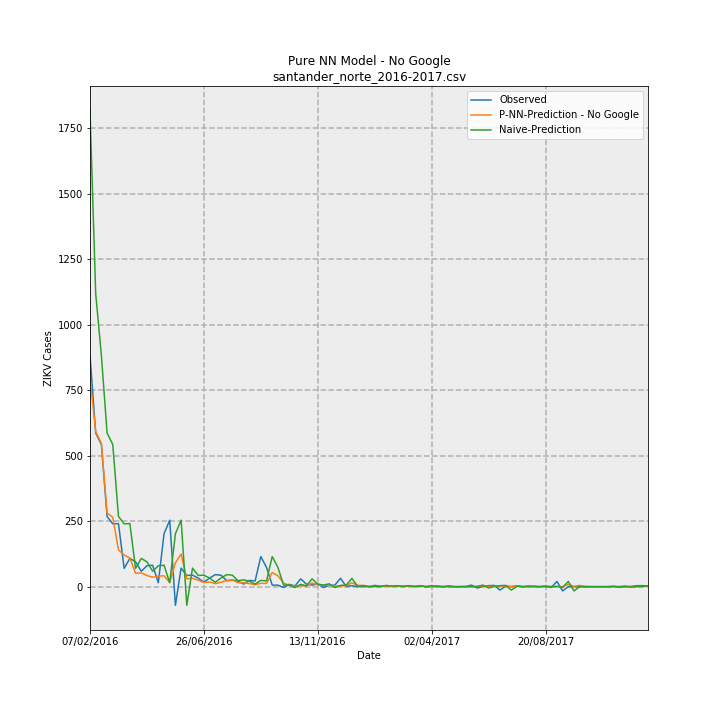 Pure NN Model - No Google
santander_norte_2016-2017.csv
Observed
P-NN-Prediction - No Google
Naive-Prediction
ZIKV Cases
1750
1500
1250
1000
750
500
250
0
07/02/2016
26/06/2016
13/11/2016
02/04/2017
20/08/2017
Date